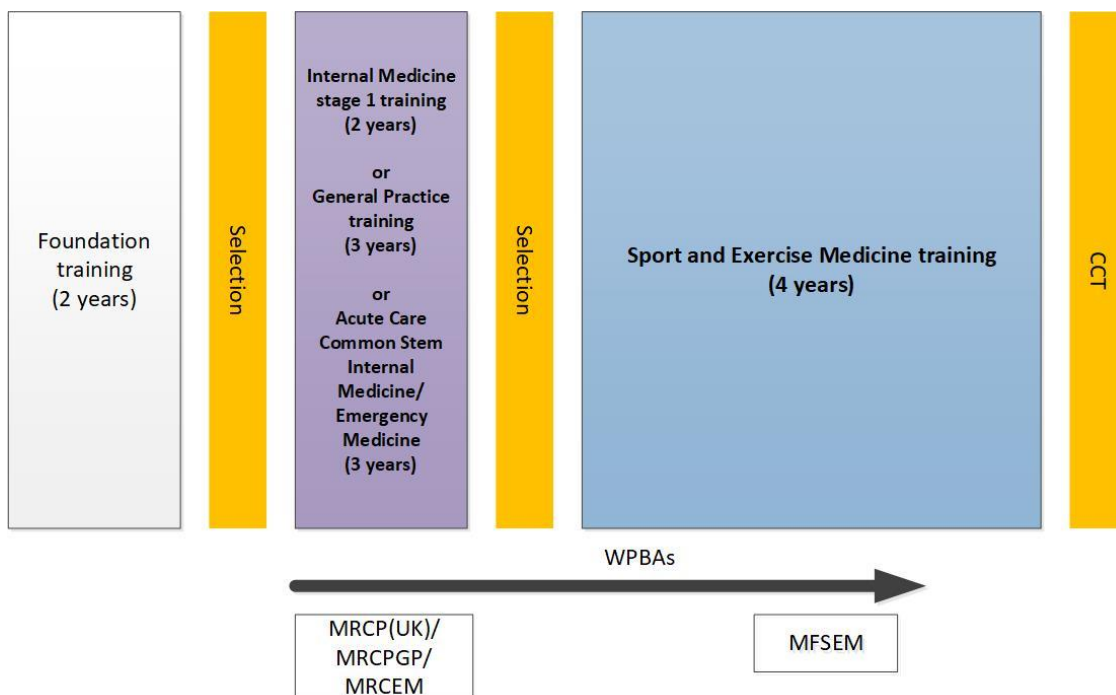 Foundation
training
(2 years)
Selection
Internal Medicine
stage 1 training
(2 years)
or
General Practice
training
(3 years)
or
Acute Care
Common Stem
Internal
Medicine/
Emergency
Medicine
(3 years)
Selection
Sport and Exercise Medicine training
(4 years)
CCT
WPBAs
MRCP(UK)/
MRCPGP/
MRCEM
MFSEM